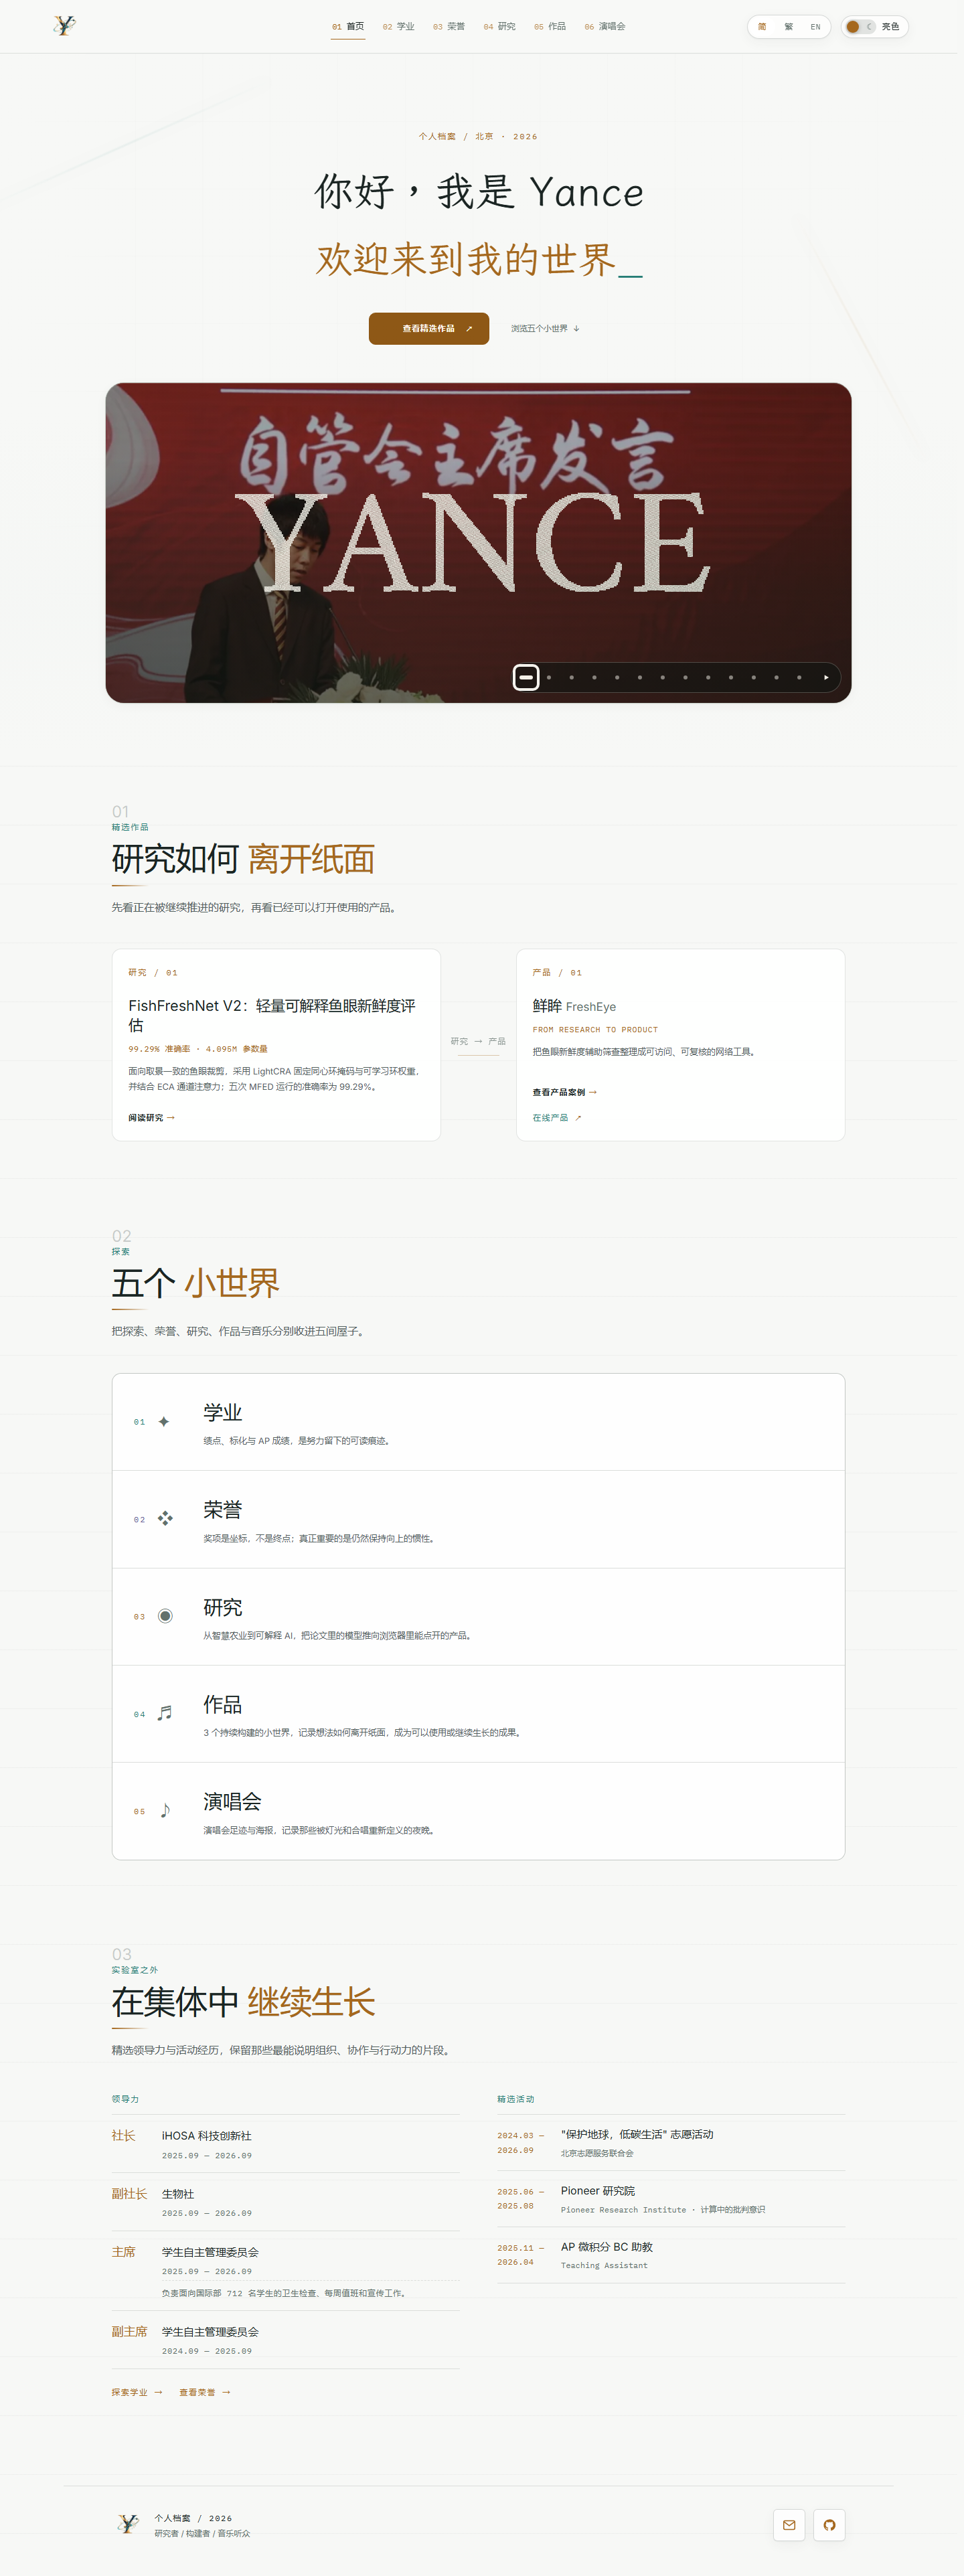 01 首页 02 学业 03 荣誉 04 研究 05 作品 06 演唱会
简 繁 EN 亮色
个人档案 / 北京 · 2026
你好，我是 Yance
欢迎来到我的世界_
查看精选作品 ↗ 浏览五个小世界 ↓
自管会主席发言
YANCE
01
精选作品
研究如何 离开纸面
先看正在被继续推进的研究，再看已经可以打开使用的产品。
研究 / 01
FishFreshNet V2：轻量可解释鱼眼新鲜度评
估
99.29% 准确率 · 4.095M 参数量
面向取景一致的鱼眼裁剪，采用 LightCRA 固定同心环掩码与可学习环权重，
并结合 ECA 通道注意力；五次 MFED 运行的准确率为 99.29%。
阅读研究 →
研究 → 产品
产品 / 01
鲜眸 FreshEye
FROM RESEARCH TO PRODUCT
把鱼眼新鲜度辅助筛查整理成可访问、可复核的网络工具。
查看产品案例 →
在线产品 ↗
02
探索
五个 小世界
把探索、荣誉、研究、作品与音乐分别收进五间屋子。
01 学业
绩点、标化与 AP 成绩，是努力留下的可读痕迹。
02 荣誉
奖项是坐标，不是终点；真正重要的是仍然保持向上的惯性。
03 研究
从智慧农业到可解释 AI，把论文里的模型推向浏览器里能点开的产品。
04 作品
3 个持续构建的小世界，记录想法如何离开纸面，成为可以使用或继续生长的成果。
05 演唱会
演唱会足迹与海报，记录那些被灯光和合唱重新定义的夜晚。
03
实验室之外
在集体中 继续生长
精选领导力与活动经历，保留那些最能说明组织、协作与行动力的片段。
领导力
社长 iHOSA 科技创新社
2025.09 — 2026.09
副社长 生物社
2025.09 — 2026.09
主席 学生自主管理委员会
2025.09 — 2026.09
负责面向国际部 712 名学生的卫生检查、每周值班和宣传工作。
副主席 学生自主管理委员会
2024.09 — 2025.09
探索学业 → 查看荣誉 →
精选活动
2024.03 — 2026.09 "保护地球，低碳生活" 志愿活动
北京志愿服务联合会
2025.06 — 2025.08 Pioneer 研究院
Pioneer Research Institute · 计算中的批判意识
2025.11 — 2026.04 AP 微积分 BC 助教
Teaching Assistant
个人档案 / 2026
研究者 / 构建者 / 音乐听众